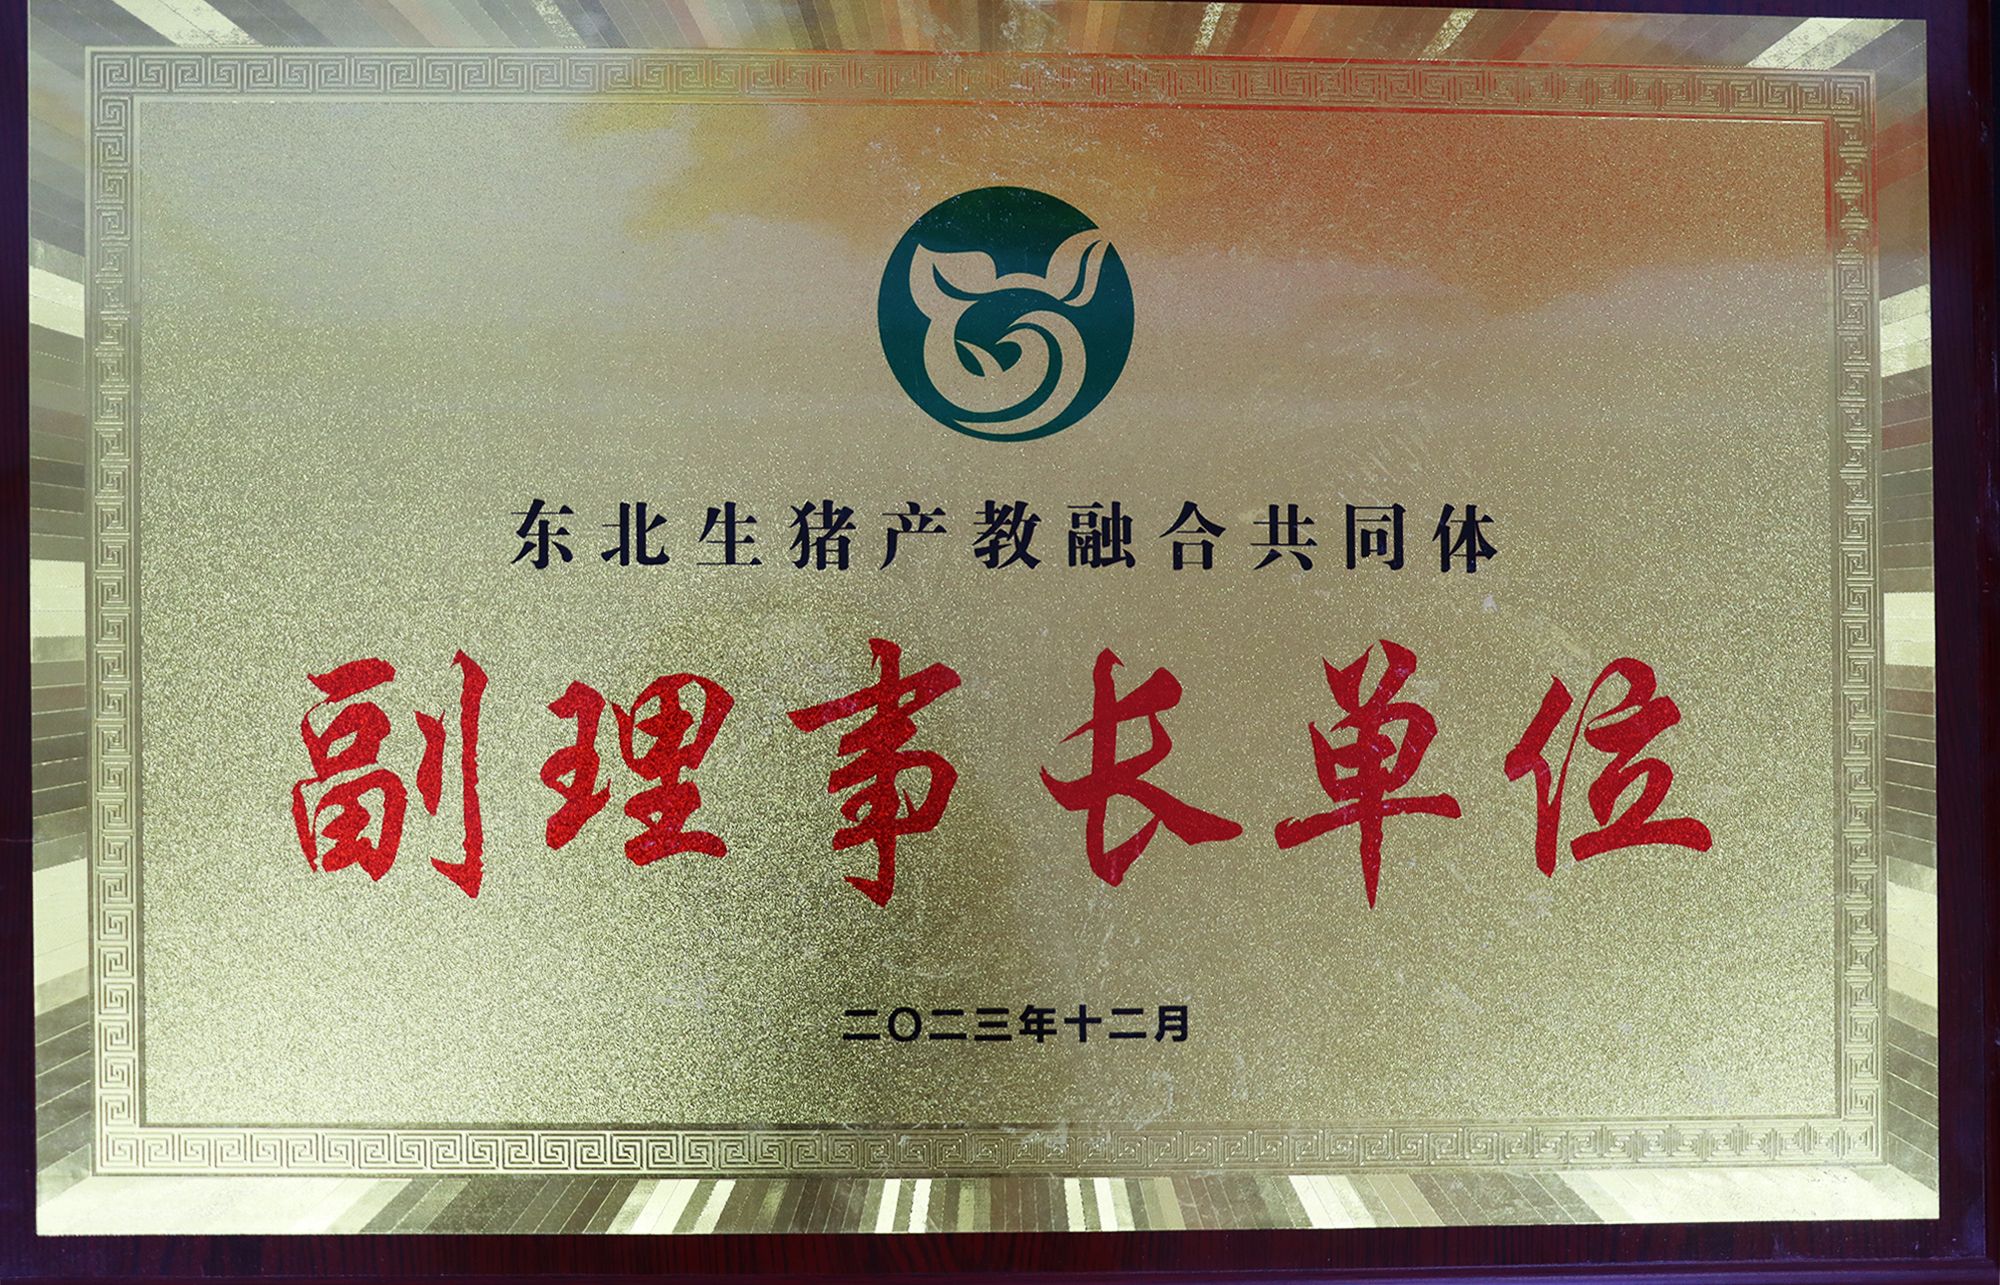 东北生猪产教融合共同体
副理事长单位
二〇二三年十二月